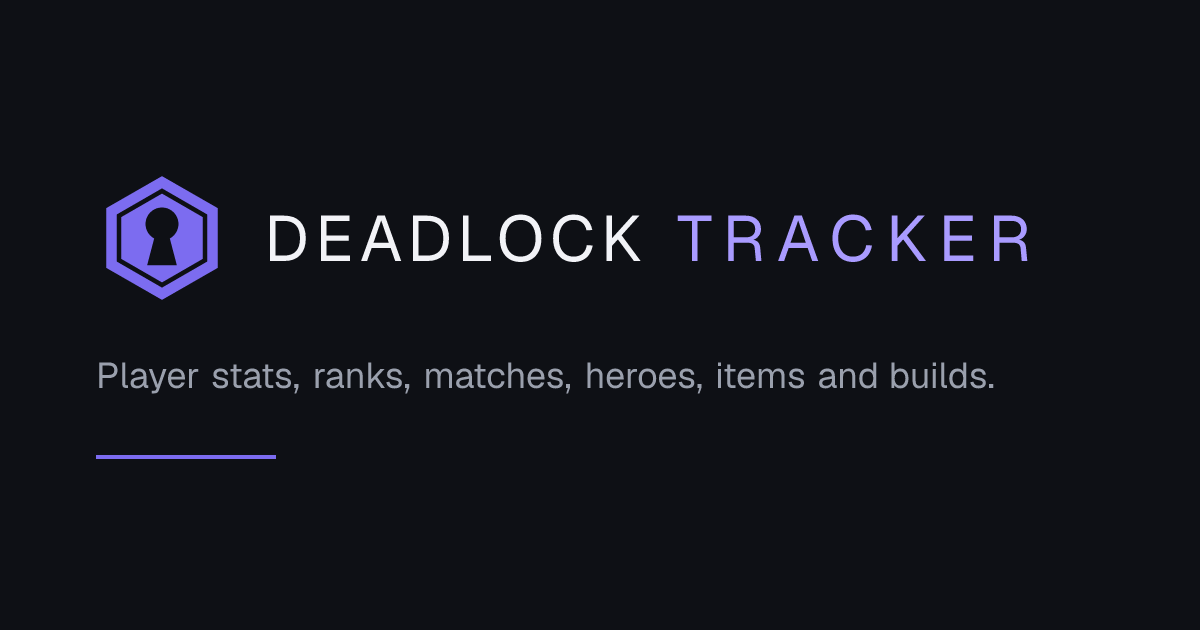 DEADLOCK TRACKER
Player stats, ranks, matches, heroes, items and builds.